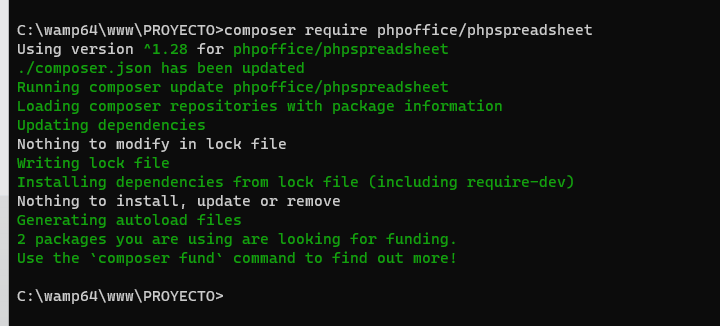 C:\wamp64\www\PROYECTO>composer require phpoffice/phpspreadsheet
Using version ^1.28 for phpoffice/phpspreadsheet
./composer.json has been updated
Running composer update phpoffice/phpspreadsheet
Loading composer repositories with package information
Updating dependencies
Nothing to modify in lock file
Writing lock file
Installing dependencies from lock file (including require-dev)
Nothing to install, update or remove
Generating autoload files
2 packages you are using are looking for funding.
Use the `composer fund` command to find out more!
C:\wamp64\www\PROYECTO>